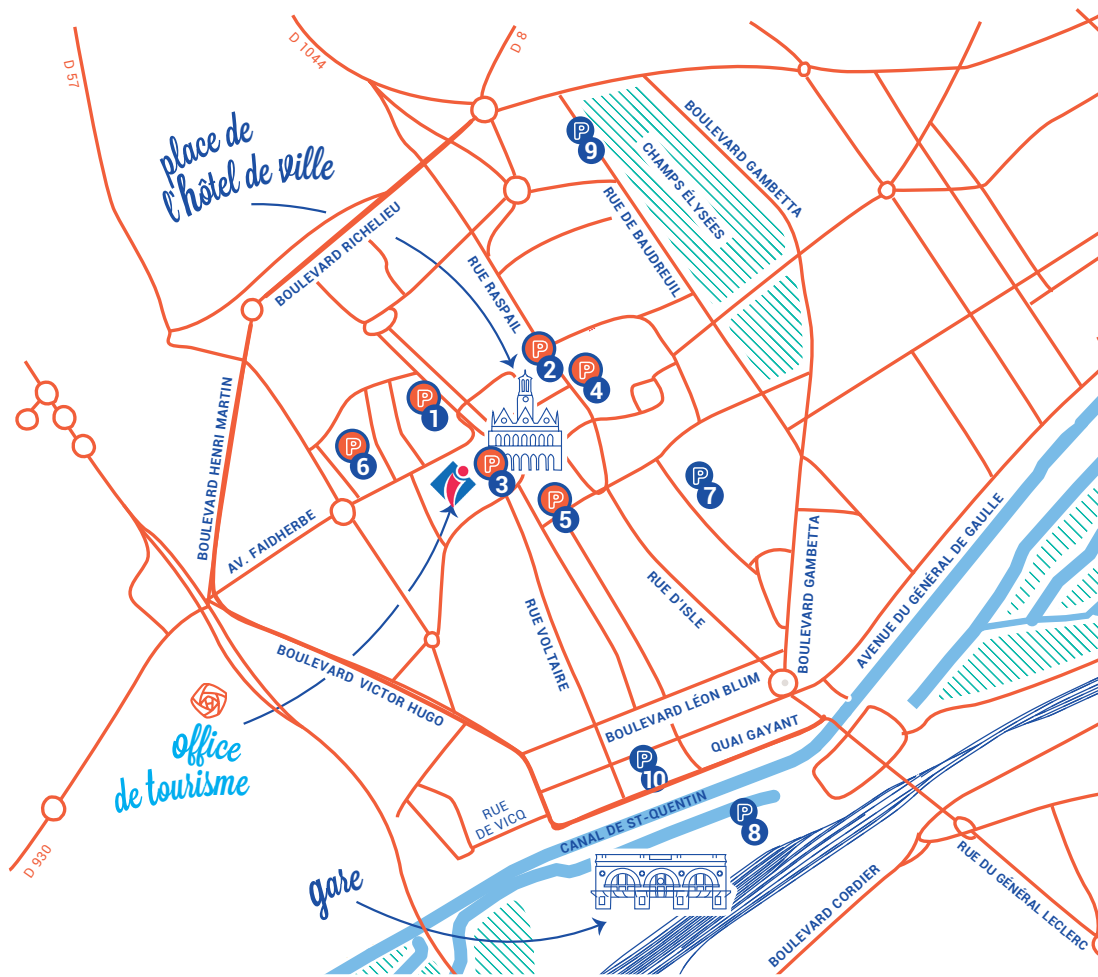 D 57
D 1044
D 8
place de
l'hôtel de ville
BOULEVARD RICHELIEU
RUE RASPAIL
P
9
CHAMPS ÉLYSÉES
BOULEVARD GAMBETTA
RUE DE BAUDREUIL
P
2
P
4
P
1
P
6
P
3
P
5
P
7
BOULEVARD HENRI MARTIN
AV. FAIDHERBE
BOULEVARD VICTOR HUGO
RUE VOLTAIRE
RUE D'ISLE
BOULEVARD GAMBETTA
AVENUE DU GÉNÉRAL DE GAULLE
office
de tourisme
BOULEVARD LÉON BLUM
QUAI GAYANT
P
10
RUE
DE VICQ
CANAL DE ST-QUENTIN
P
8
D 930
gare
BOULEVARD CORDIER
RUE DU GÉNÉRAL LECLERC